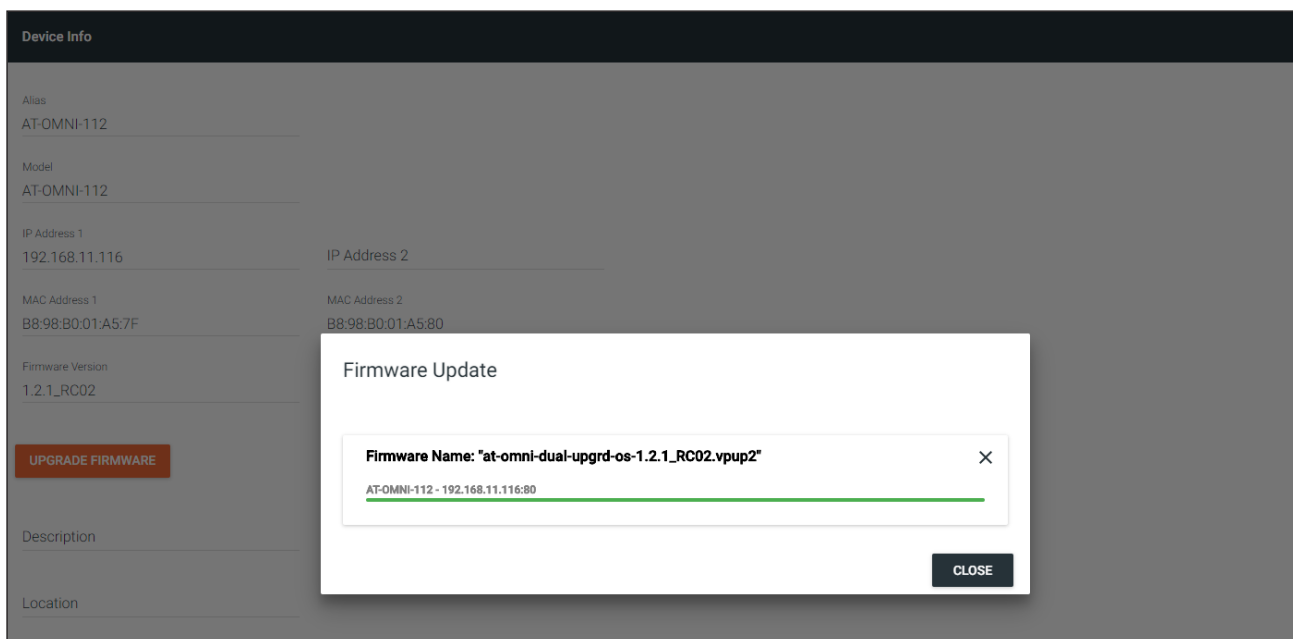 Device Info
Alias
AT-OMNI-112
Model
AT-OMNI-112
IP Address 1
192.168.11.116
IP Address 2
MAC Address 1
B8:98:B0:01:A5:7F
MAC Address 2
B8:98:B0:01:A5:80
Firmware Version
1.2.1_RC02
UPGRADE FIRMWARE
Description
Location
Firmware Update
Firmware Name: "at-omni-dual-upgrd-os-1.2.1_RC02.vpup2"
AT-OMNI-112 - 192.168.11.116:80
CLOSE